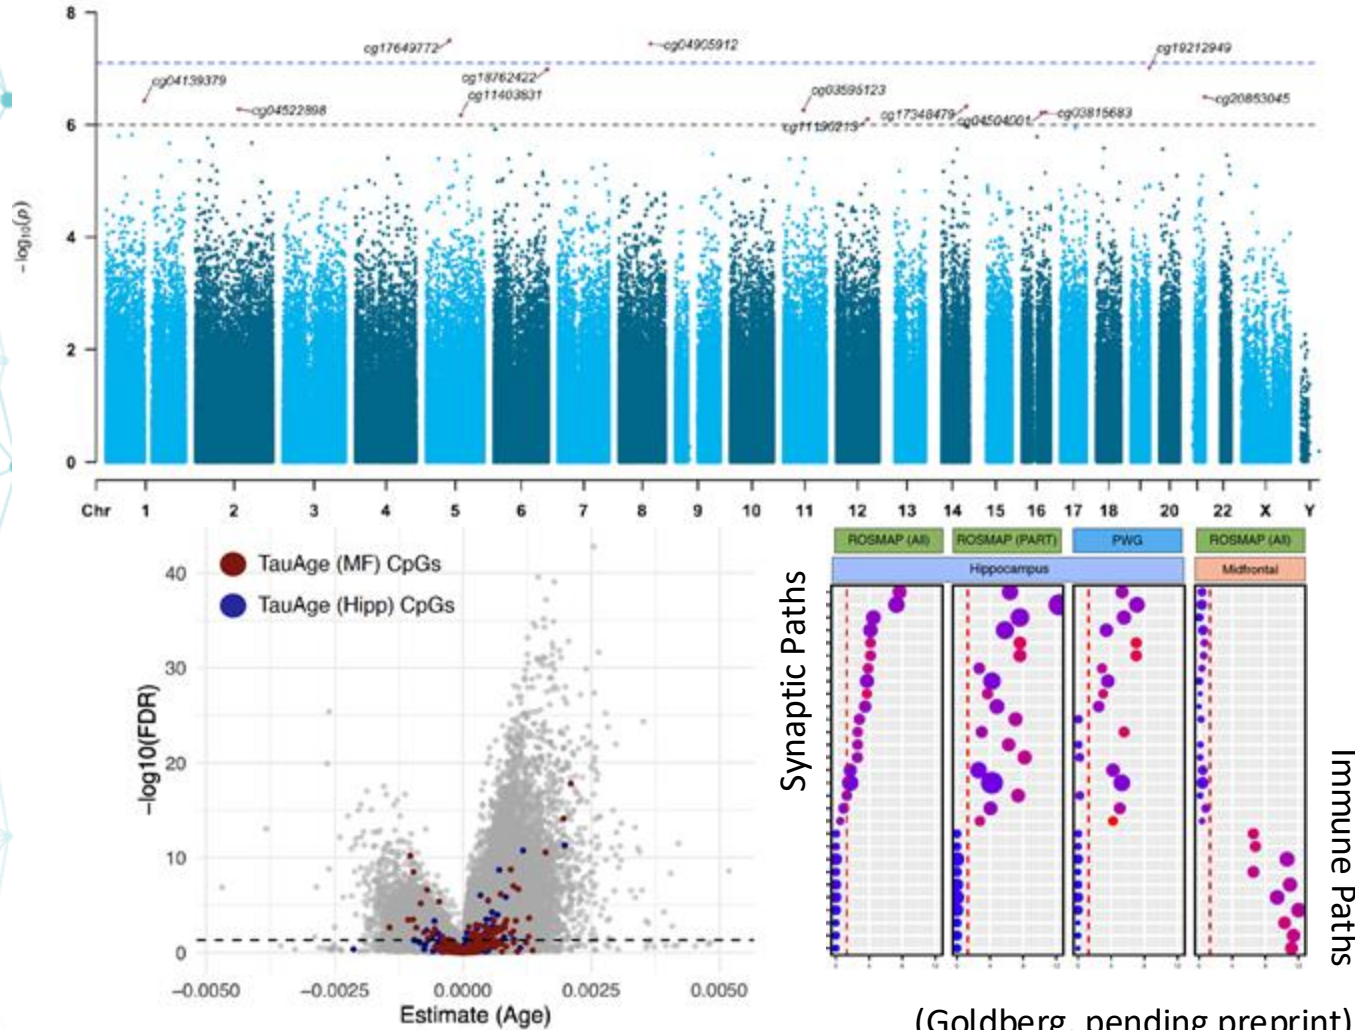 8
cg17649772
cg04905912
cg19212949
cg04139379
cg18762422
cg11403831
cg03595123
cg20853045
cg04522898
cg17348479
cg03815683
cg04504001
6
-log10(p)
4
2
0
Chr 1 2 3 4 5 6 7 8 9 10 11 12 13 14 15 16 17 18 20 22 X Y
TauAge (MF) CpGs
TauAge (Hipp) CpGs
40
30
20
10
0
-log10(FDR)
−0.0050 −0.0025 0.0000 0.0025 0.0050
Estimate (Age)
ROSMAP (All) ROSMAP (PART) PWG ROSMAP (All)
Hippocampus Midfrontal
Synaptic Paths
Immune Paths
(Goldberg, pending preprint)